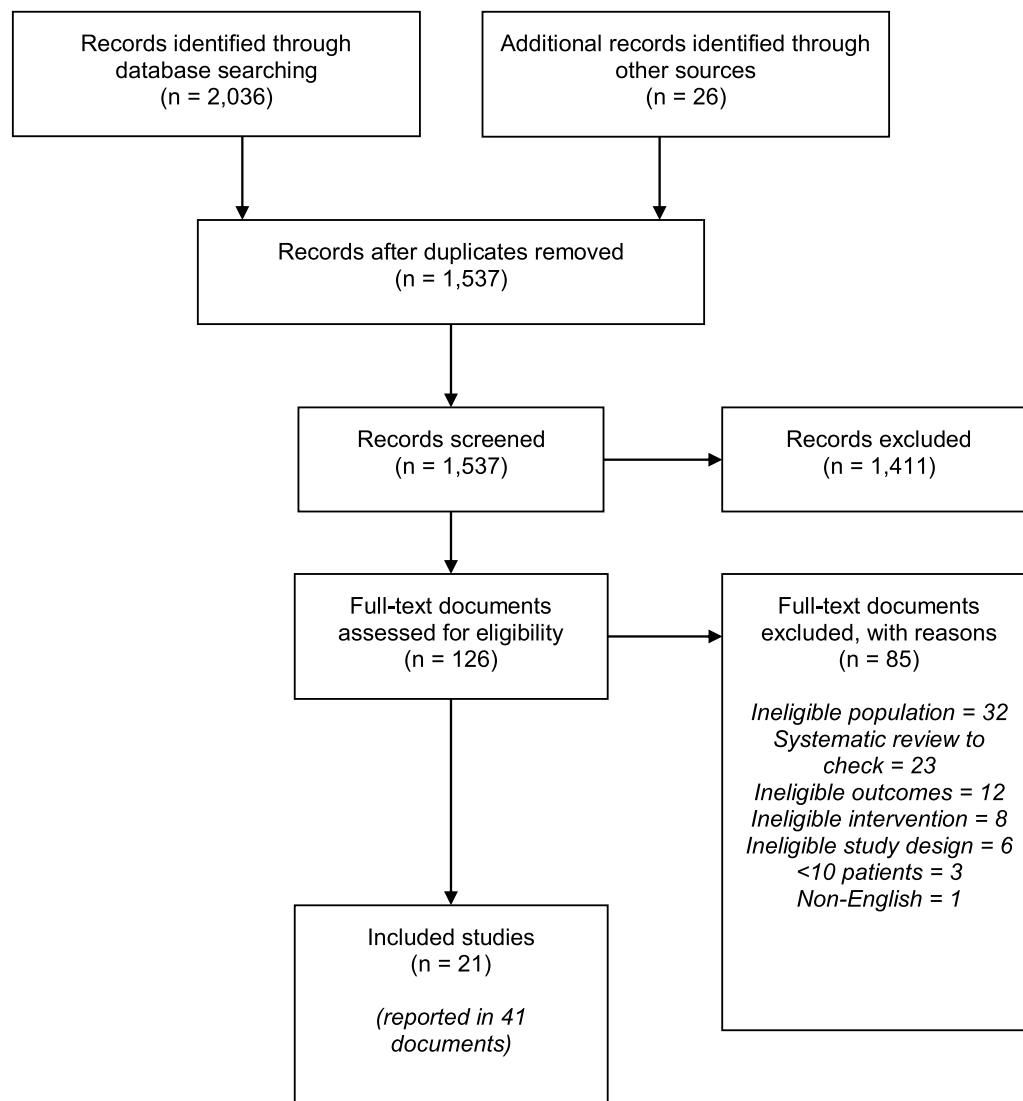 Records identified through
database searching
(n = 2,036)
Additional records identified through
other sources
(n = 26)
Records after duplicates removed
(n = 1,537)
Records screened
(n = 1,537)
Records excluded
(n = 1,411)
Full-text documents
assessed for eligibility
(n = 126)
Full-text documents
excluded, with reasons
(n = 85)
Ineligible population = 32
Systematic review to
check = 23
Ineligible outcomes = 12
Ineligible intervention = 8
Ineligible study design = 6
<10 patients = 3
Non-English = 1
Included studies
(n = 21)
(reported in 41
documents)